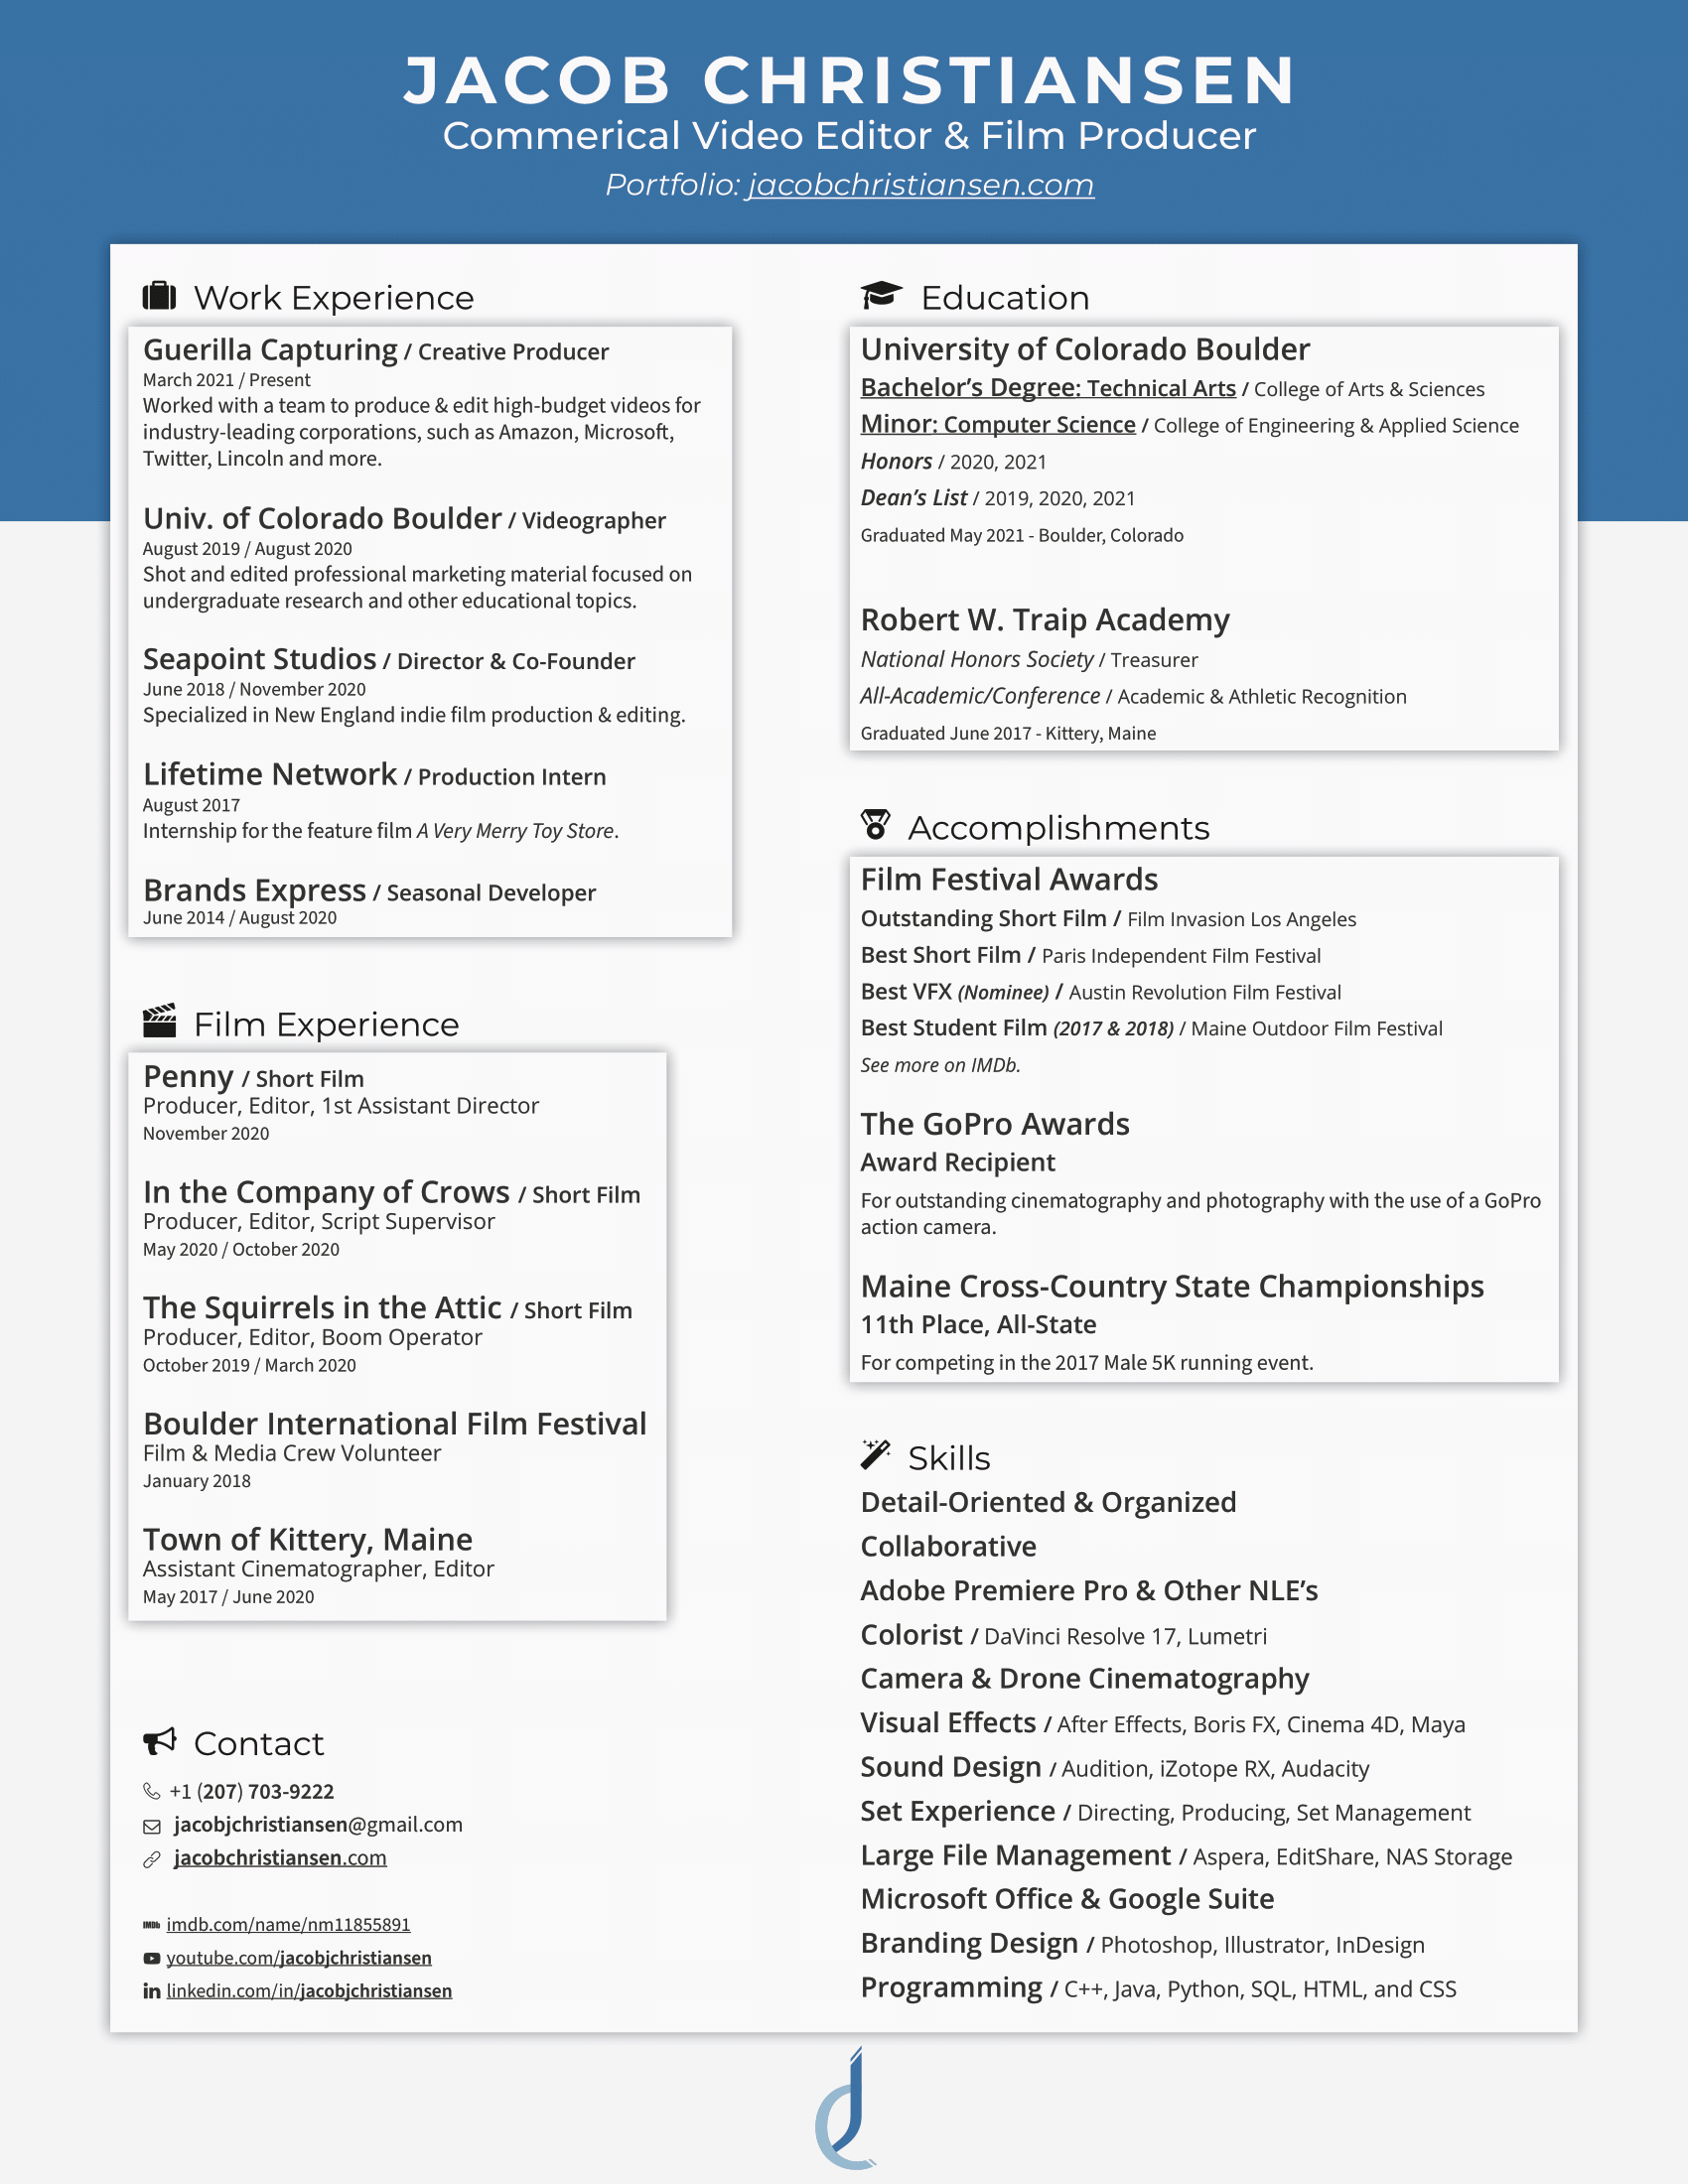 JACOB CHRISTIANSEN
Commerical Video Editor & Film Producer
Portfolio: jacobchristiansen.com
Work Experience
Guerilla Capturing / Creative Producer
March 2021 / Present
Worked with a team to produce & edit high-budget videos for
industry-leading corporations, such as Amazon, Microsoft,
Twitter, Lincoln and more.
Univ. of Colorado Boulder / Videographer
August 2019 / August 2020
Shot and edited professional marketing material focused on
undergraduate research and other educational topics.
Seapoint Studios / Director & Co-Founder
June 2018 / November 2020
Specialized in New England indie film production & editing.
Lifetime Network / Production Intern
August 2017
Internship for the feature film A Very Merry Toy Store.
Brands Express / Seasonal Developer
June 2014 / August 2020
Film Experience
Penny / Short Film
Producer, Editor, 1st Assistant Director
November 2020
In the Company of Crows / Short Film
Producer, Editor, Script Supervisor
May 2020 / October 2020
The Squirrels in the Attic / Short Film
Producer, Editor, Boom Operator
October 2019 / March 2020
Boulder International Film Festival
Film & Media Crew Volunteer
January 2018
Town of Kittery, Maine
Assistant Cinematographer, Editor
May 2017 / June 2020
Contact
+1 (207) 703-9222
jacobjchristiansen@gmail.com
jacobchristiansen.com
IMDb imdb.com/name/nm11855891
youtube.com/jacobjchristiansen
in linkedin.com/in/jacobjchristiansen
Education
University of Colorado Boulder
Bachelor's Degree: Technical Arts / College of Arts & Sciences
Minor: Computer Science / College of Engineering & Applied Science
Honors / 2020, 2021
Dean's List / 2019, 2020, 2021
Graduated May 2021 - Boulder, Colorado
Robert W. Traip Academy
National Honors Society / Treasurer
All-Academic/Conference / Academic & Athletic Recognition
Graduated June 2017 - Kittery, Maine
Accomplishments
Film Festival Awards
Outstanding Short Film / Film Invasion Los Angeles
Best Short Film / Paris Independent Film Festival
Best VFX (Nominee) / Austin Revolution Film Festival
Best Student Film (2017 & 2018) / Maine Outdoor Film Festival
See more on IMDb.
The GoPro Awards
Award Recipient
For outstanding cinematography and photography with the use of a GoPro
action camera.
Maine Cross-Country State Championships
11th Place, All-State
For competing in the 2017 Male 5K running event.
Skills
Detail-Oriented & Organized
Collaborative
Adobe Premiere Pro & Other NLE's
Colorist / DaVinci Resolve 17, Lumetri
Camera & Drone Cinematography
Visual Effects / After Effects, Boris FX, Cinema 4D, Maya
Sound Design / Audition, iZotope RX, Audacity
Set Experience / Directing, Producing, Set Management
Large File Management / Aspera, EditShare, NAS Storage
Microsoft Office & Google Suite
Branding Design / Photoshop, Illustrator, InDesign
Programming / C++, Java, Python, SQL, HTML, and CSS